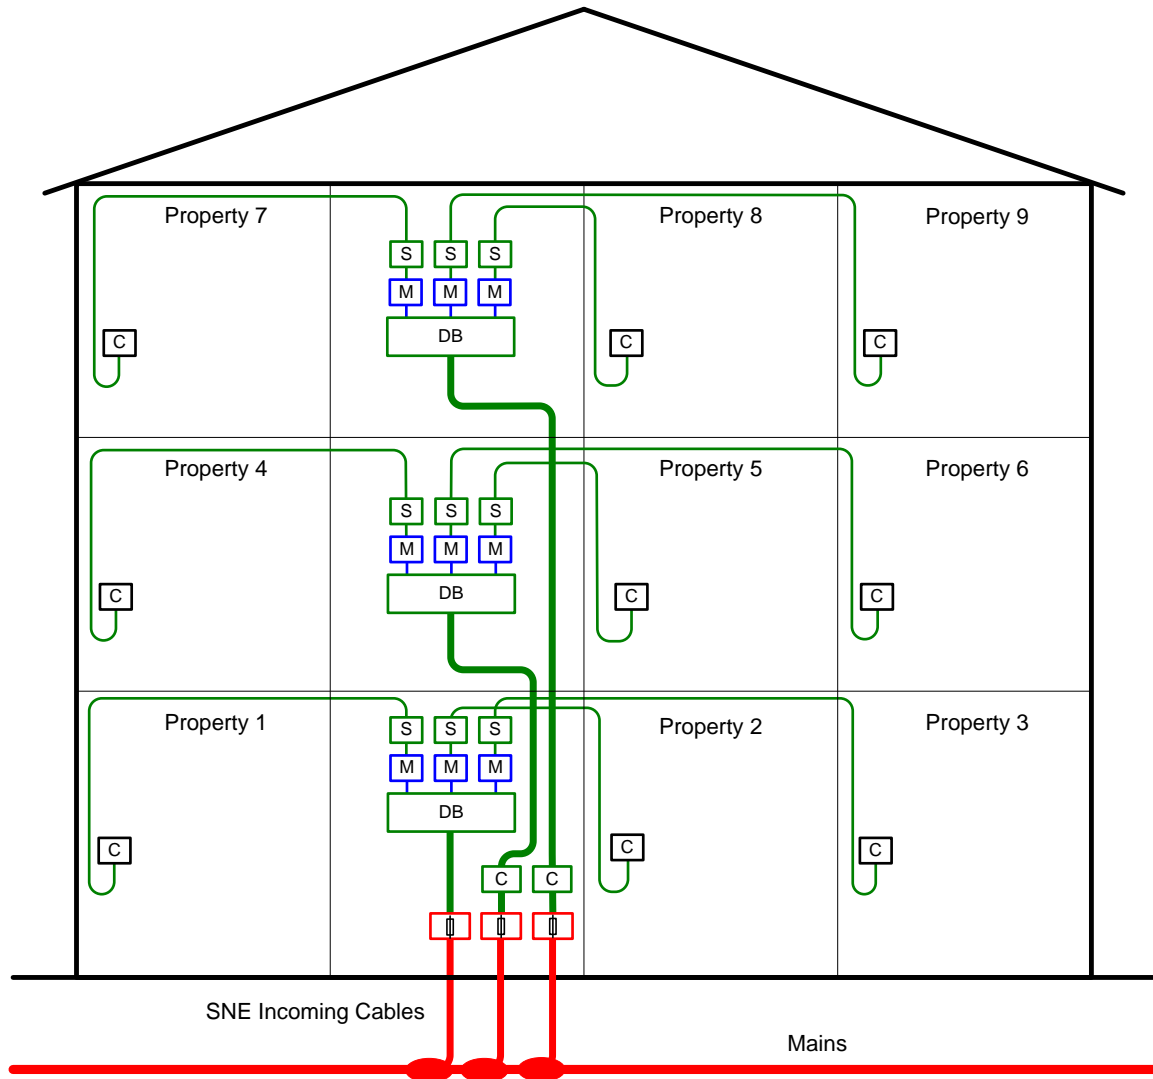 Property 7
Property 8
Property 9
S S S
M M M
DB
C
C
C
Property 4
Property 5
Property 6
S S S
M M M
DB
C
C
C
Property 1
Property 2
Property 3
S S S
M M M
DB
C
C
C
C C
SNE Incoming Cables
Mains